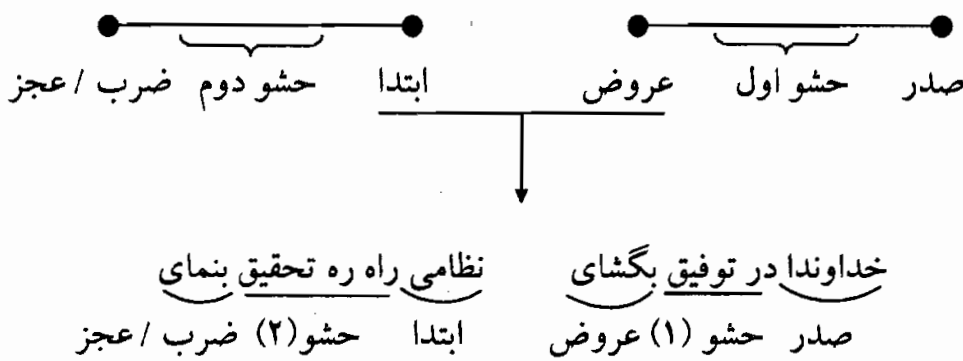 صدر حشو اول عروض ابتدا حشو دوم ضرب / عجز
خداوندا در توفیق بگشای نظامی راه ره تحقیق بنمای
صدر حشو (۱) عروض ابتدا حشو(۲) ضرب / عجز